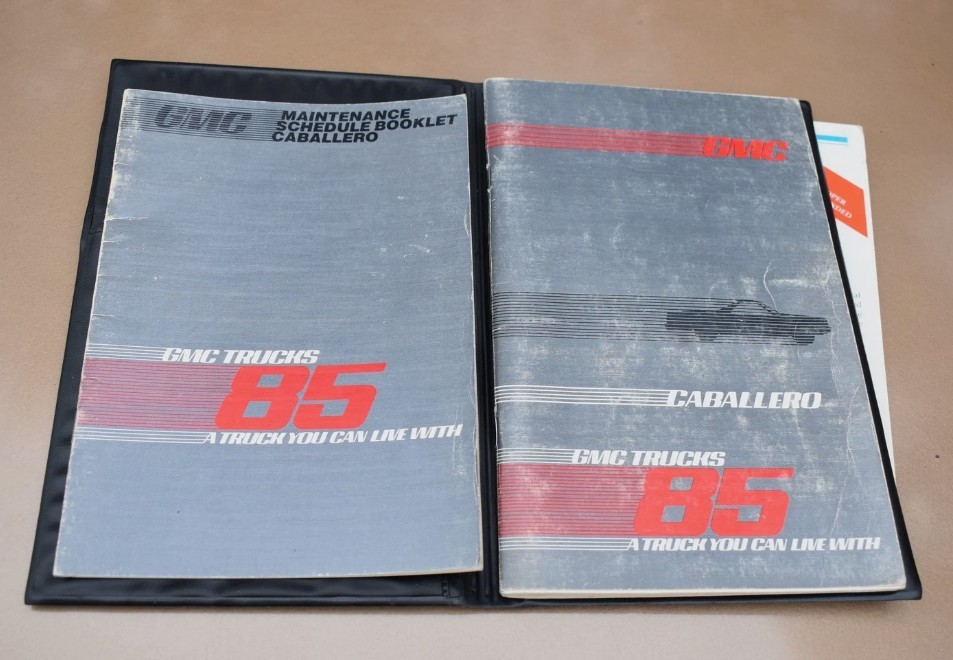 GMC
MAINTENANCE
SCHEDULE BOOKLET
CABALLERO
GMC TRUCKS
85
A TRUCK YOU CAN LIVE WITH
GMC
CABALLERO
GMC TRUCKS
85
A TRUCK YOU CAN LIVE WITH